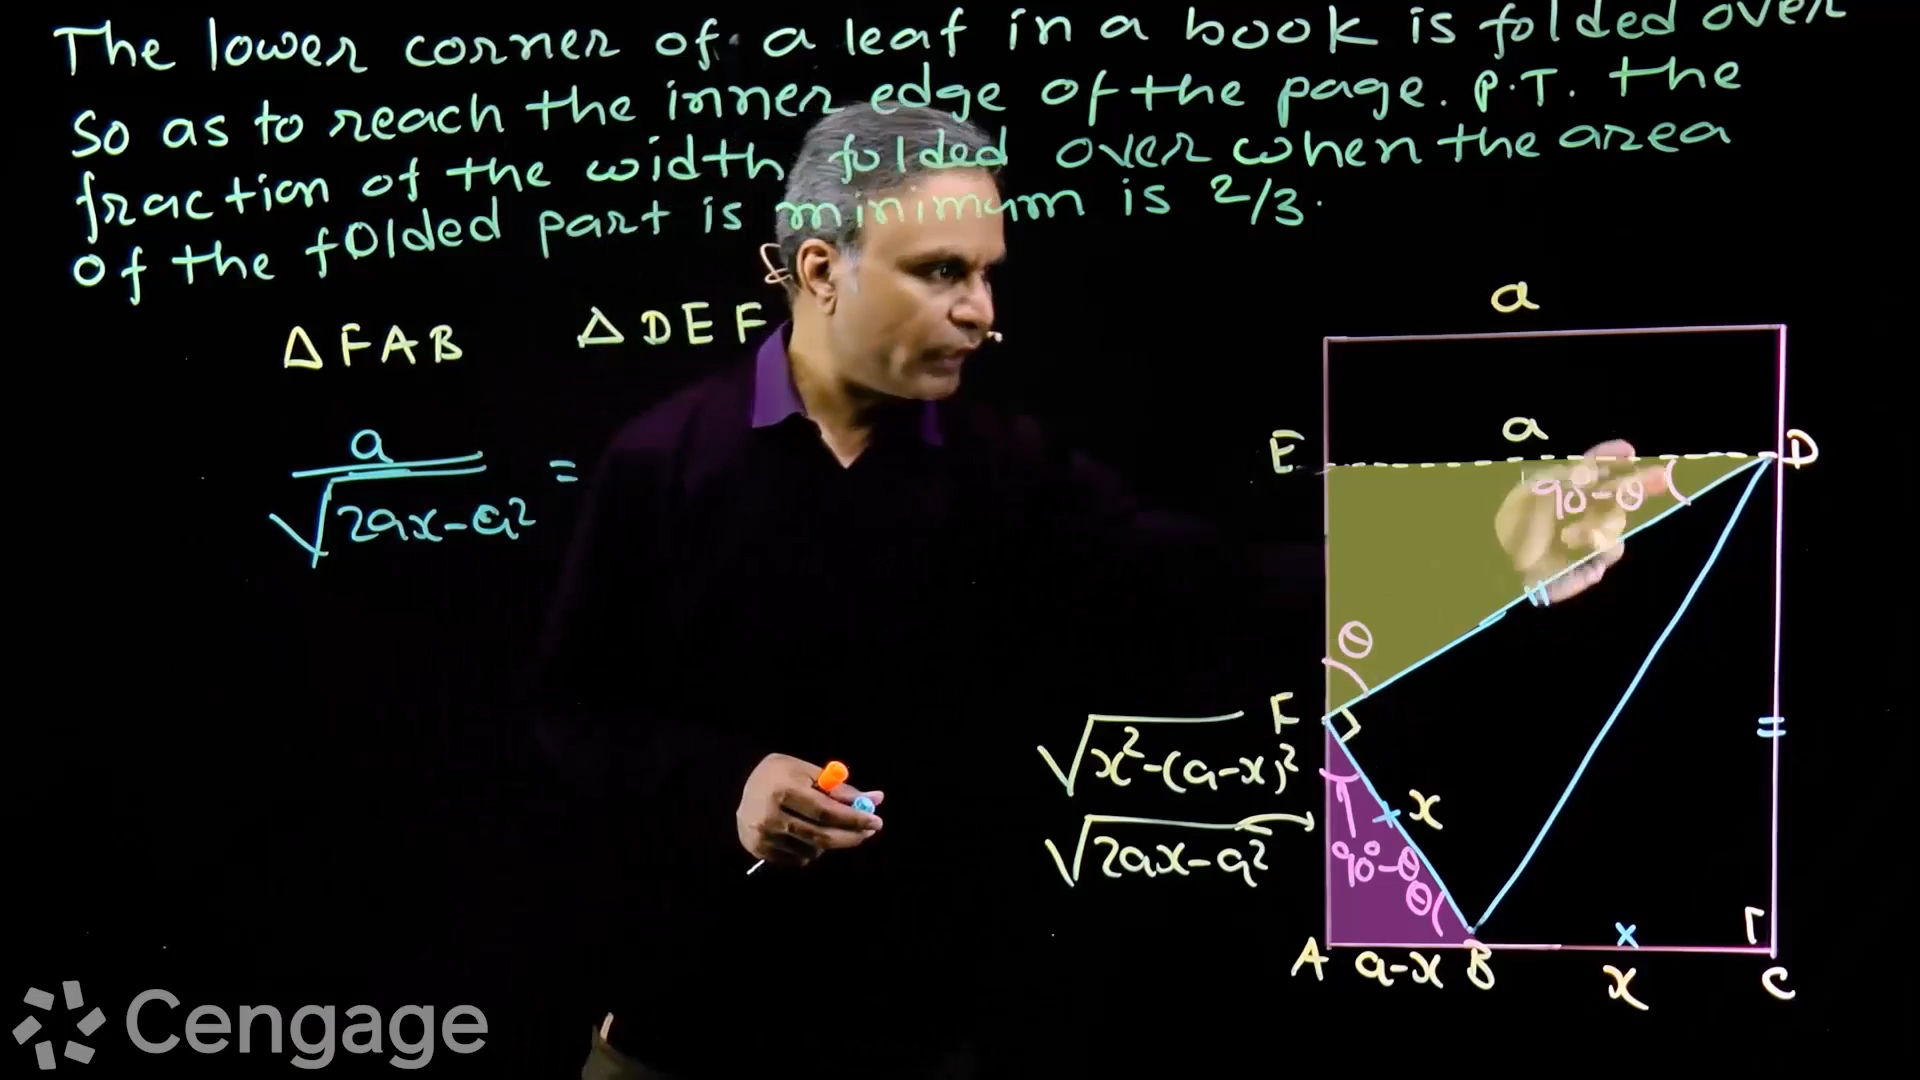 The lower corner of a leaf in a book is folded over
so as to reach the inner edge of the page. P.T. the
fraction of the width folded over when the area
of the folded part is minimum is 2/3.
△FAB △DEF
a/√(2ax-a²) =
a
E a D
90°-θ
θ
F
√(x²-(a-x)²
x
√(2ax-a²)
90°-θ
θ
A a-x B x C
Cengage